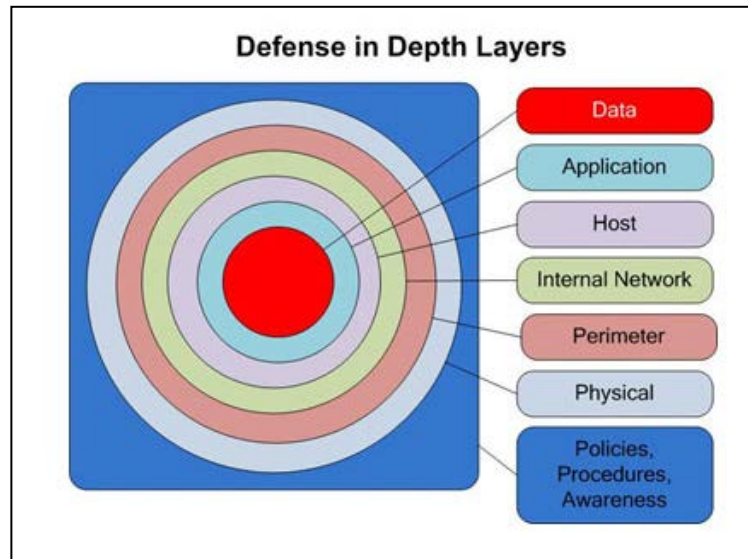 Defense in Depth Layers
Data
Application
Host
Internal Network
Perimeter
Physical
Policies,
Procedures,
Awareness